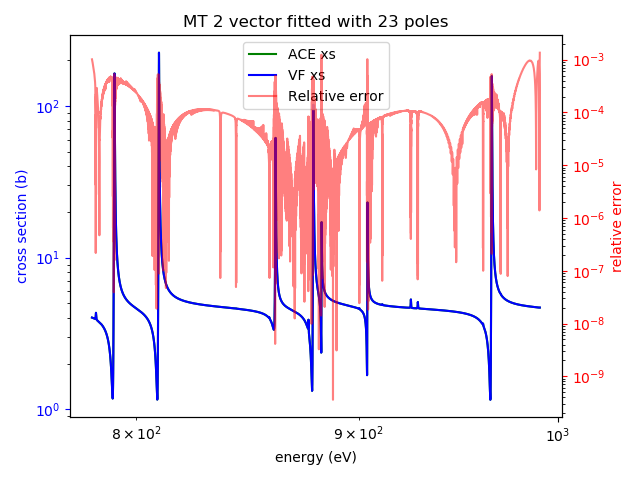 MT 2 vector fitted with 23 poles
ACE xs
VF xs
Relative error
cross section (b)
10²
10¹
10⁰
relative error
10⁻³
10⁻⁴
10⁻⁵
10⁻⁶
10⁻⁷
10⁻⁸
10⁻⁹
8 × 10²
9 × 10²
10³
energy (eV)